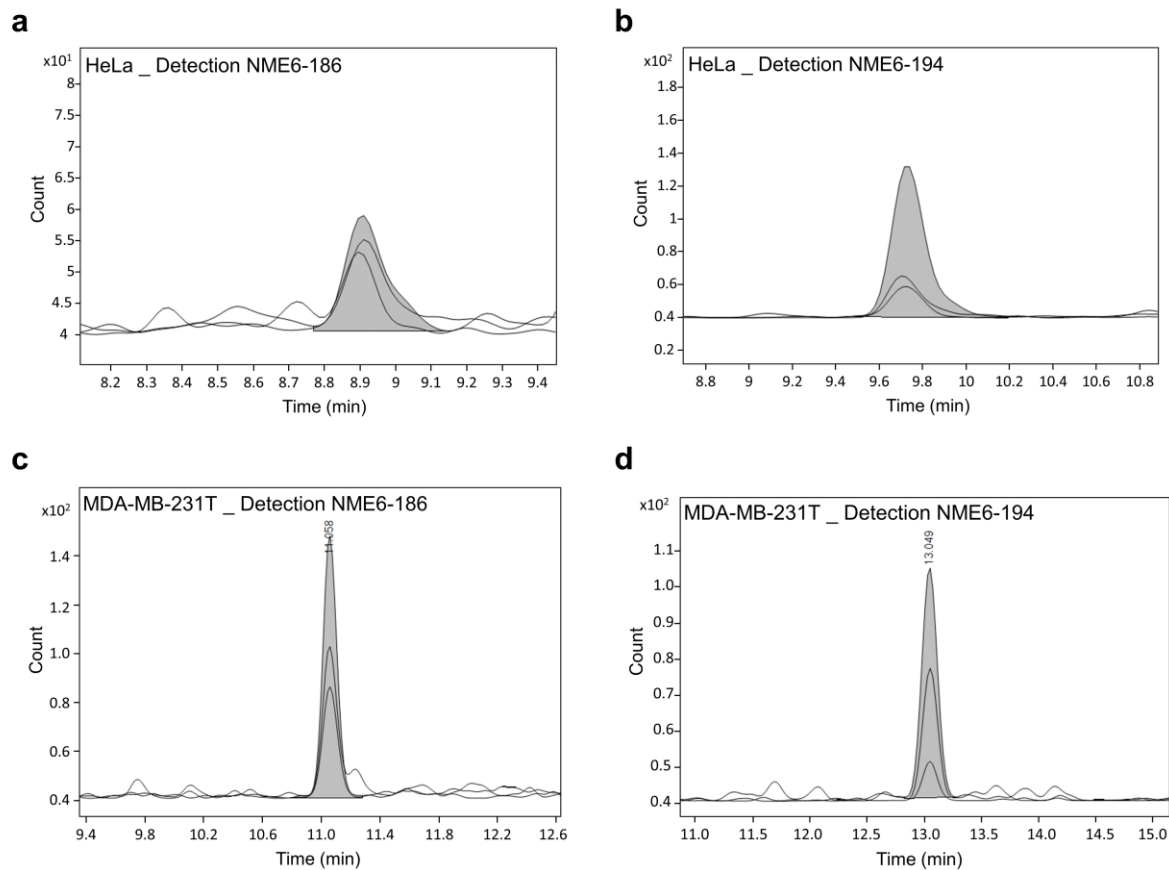 a
x10¹
HeLa _ Detection NME6-186
8
7.5
7
6.5
6
5.5
5
4.5
4
Count
8.2 8.3 8.4 8.5 8.6 8.7 8.8 8.9 9 9.1 9.2 9.3 9.4
Time (min)
b
x10²
HeLa _ Detection NME6-194
1.8
1.6
1.4
1.2
1
0.8
0.6
0.4
0.2
Count
8.8 9 9.2 9.4 9.6 9.8 10 10.2 10.4 10.6 10.8
Time (min)
c
x10²
MDA-MB-231T _ Detection NME6-186
11.058
1.4
1.2
1.0
0.8
0.6
0.4
Count
9.4 9.8 10.2 10.6 11.0 11.4 11.8 12.2 12.6
Time (min)
d
x10²
MDA-MB-231T _ Detection NME6-194
13.049
1.1
1.0
0.9
0.8
0.7
0.6
0.5
0.4
Count
11.0 11.5 12.0 12.5 13.0 13.5 14.0 14.5 15.0
Time (min)